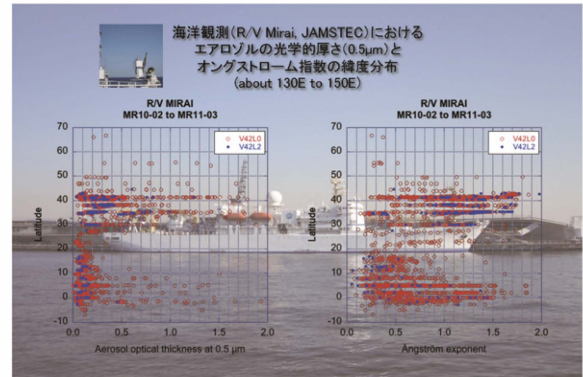 海洋観測(R/V Mirai, JAMSTEC)における
エアロゾルの光学的厚さ(0.5μm)と
オングストローム指数の緯度分布
(about 130E to 150E)
R/V MIRAI
MR10-02 to MR11-03
V42L0
V42L2
70
60
50
40
30
20
10
0
-10
Latitude
0.0 0.5 1.0 1.5 2.0
Aerosol optical thickness at 0.5 μm
R/V MIRAI
MR10-02 to MR11-03
V42L0
V42L2
70
60
50
40
30
20
10
0
-10
Latitude
0.0 0.5 1.0 1.5 2.0
Angström exponent